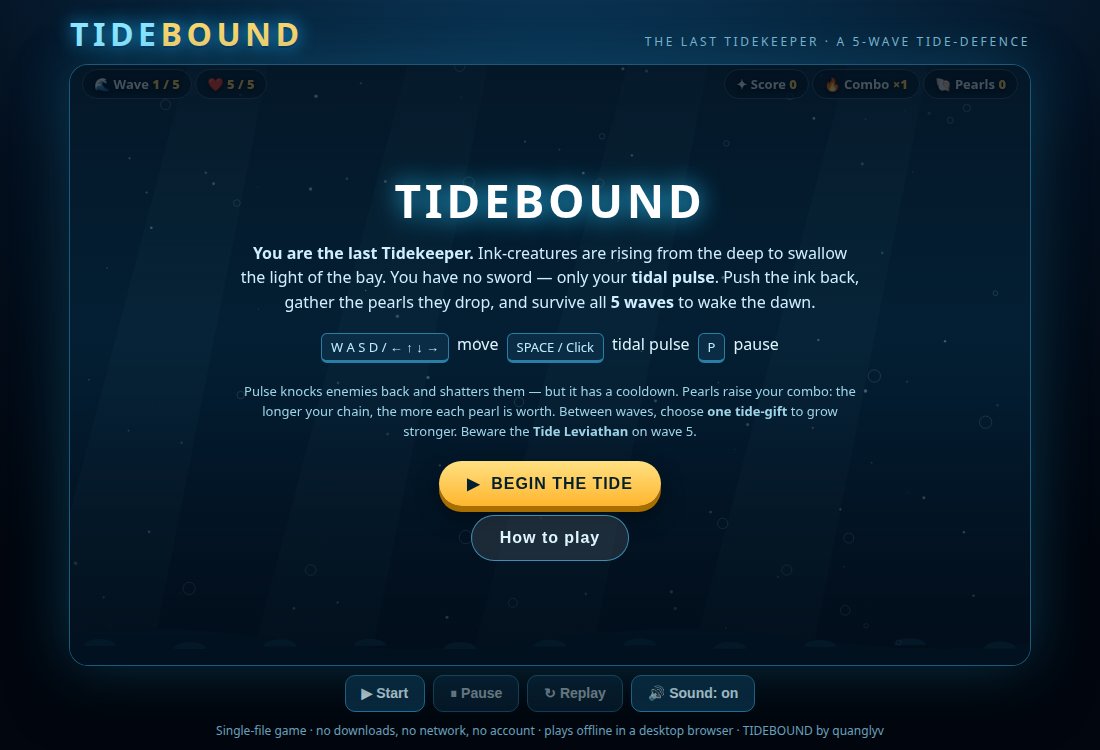 TIDEBOUND
THE LAST TIDEKEEPER · A 5-WAVE TIDE-DEFENCE
🌊 Wave 1 / 5 ❤️ 5 / 5 ✦ Score 0 🔥 Combo ×1 🐚 Pearls 0
TIDEBOUND
You are the last Tidekeeper. Ink-creatures are rising from the deep to swallow
the light of the bay. You have no sword — only your tidal pulse. Push the ink back,
gather the pearls they drop, and survive all 5 waves to wake the dawn.
W A S D / ← ↑ ↓ → move SPACE / Click tidal pulse P pause
Pulse knocks enemies back and shatters them — but it has a cooldown. Pearls raise your combo: the
longer your chain, the more each pearl is worth. Between waves, choose one tide-gift to grow
stronger. Beware the Tide Leviathan on wave 5.
▶ BEGIN THE TIDE
How to play
▶ Start ⏸ Pause ↻ Replay 🔊 Sound: on
Single-file game · no downloads, no network, no account · plays offline in a desktop browser · TIDEBOUND by quanglyv